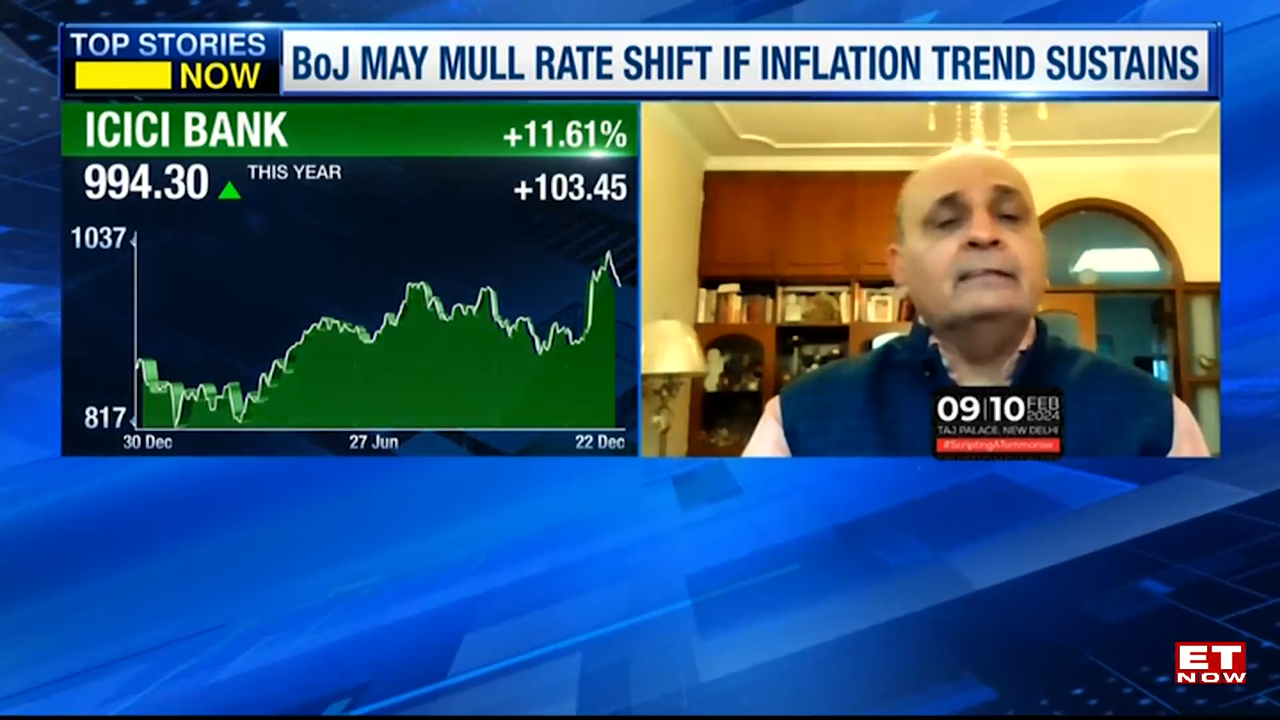 TOP STORIES
NOW
BoJ MAY MULL RATE SHIFT IF INFLATION TREND SUSTAINS
ICICI BANK
+11.61%
994.30
THIS YEAR
+103.45
1037
817
30 Dec
27 Jun
22 Dec
09|10 FEB 2024
TAJ PALACE, NEW DELHI
#ScriptingATommorow
ET
NOW